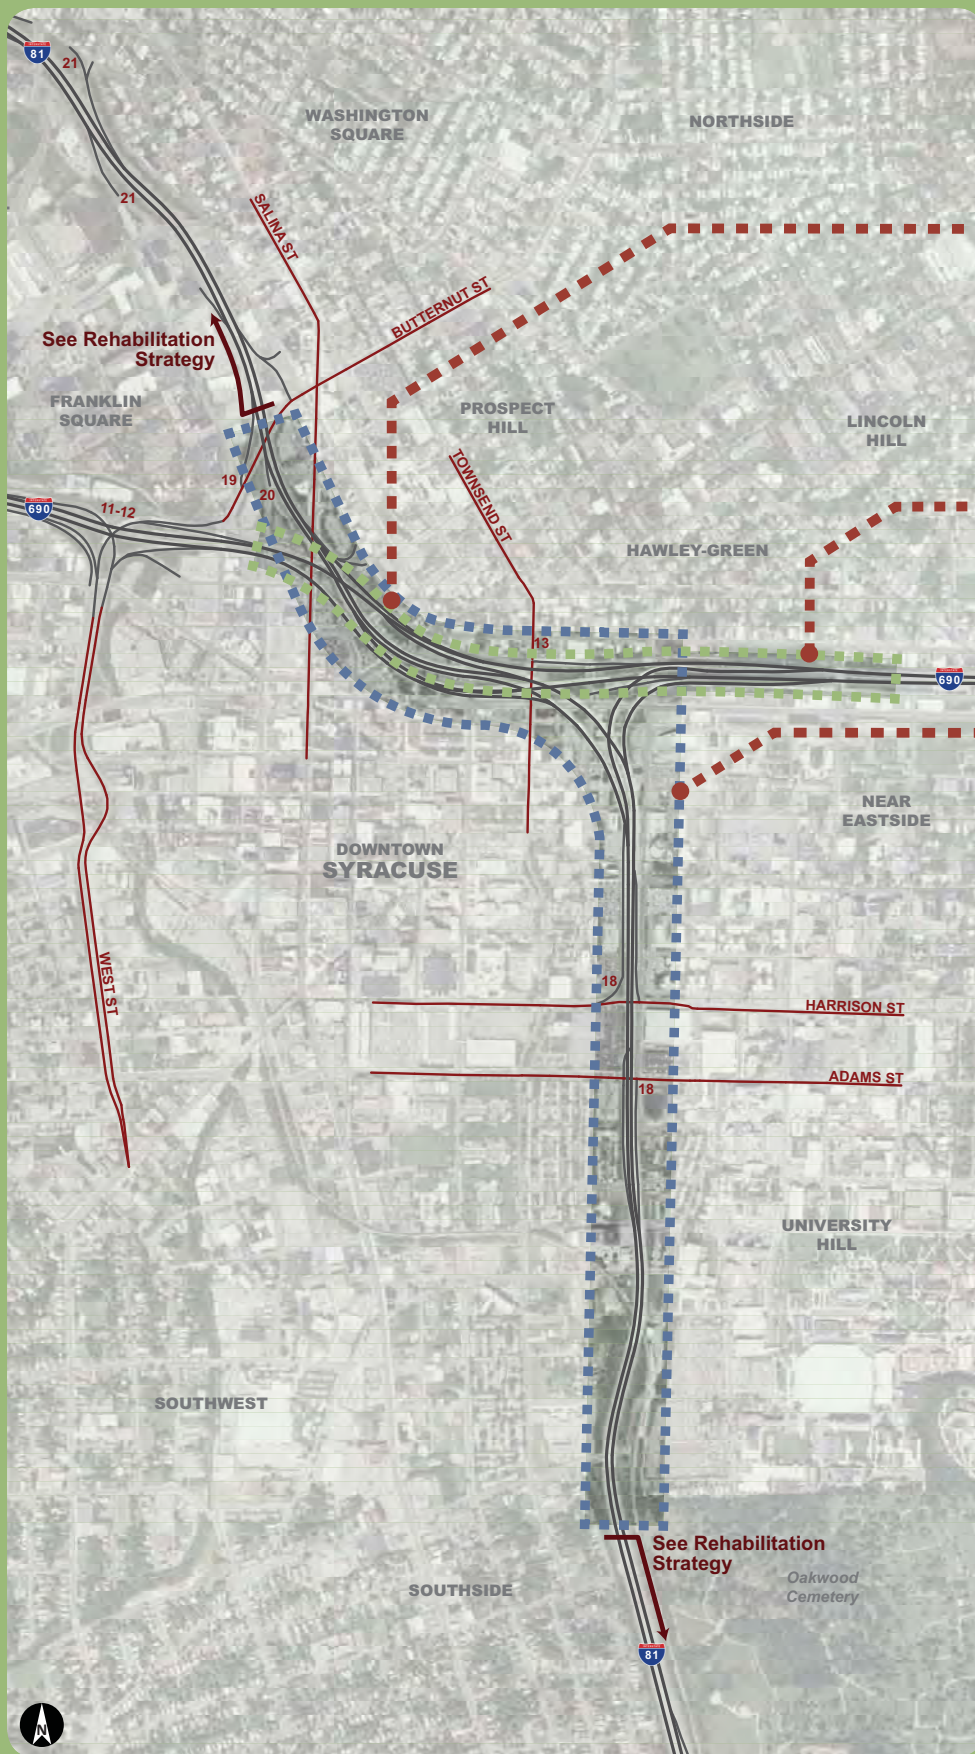 81
21
WASHINGTON
SQUARE
NORTHSIDE
21
SALINA ST
BUTTERNUT ST
See Rehabilitation
Strategy
FRANKLIN
SQUARE
PROSPECT
HILL
LINCOLN
HILL
19
20
TOWNSEND ST
690
11-12
HAWLEY-GREEN
13
690
NEAR
EASTSIDE
DOWNTOWN
SYRACUSE
WEST ST
18
HARRISON ST
ADAMS ST
18
UNIVERSITY
HILL
SOUTHWEST
See Rehabilitation
Strategy
Oakwood
Cemetery
SOUTHSIDE
81
N